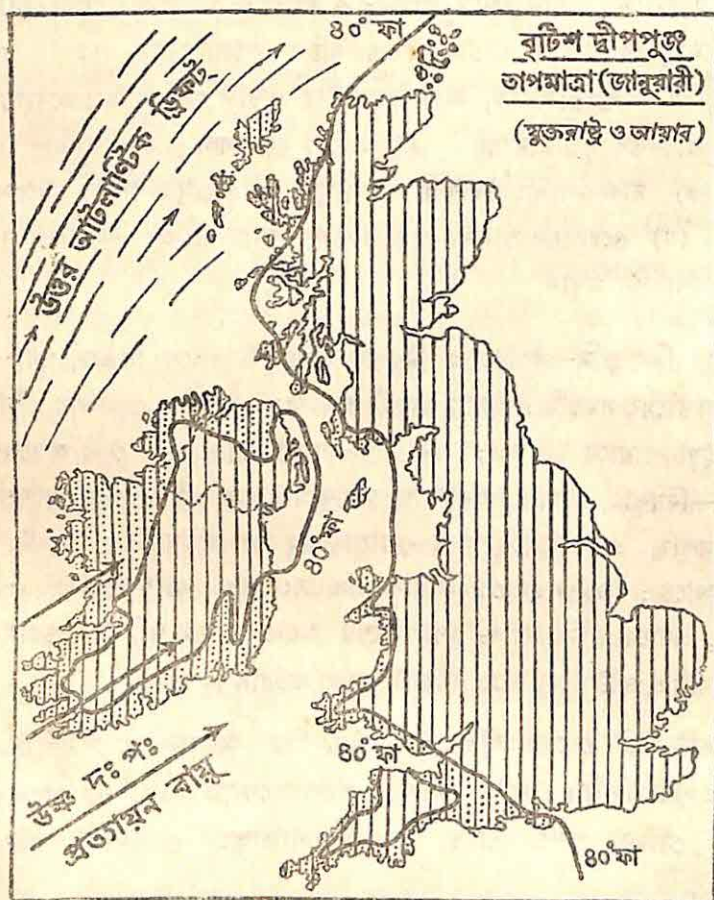 ৪০° ফা
বৃটিশ দ্বীপপুঞ্জ
তাপমাত্রা (জানুয়ারী)
(যুক্তরাষ্ট্র ও আয়ার)
উত্তর আটলান্টিক ড্রিফ্‌ট
৪০° ফা
৪০° ফা
উষ্ণ দঃ পঃ
প্রত্যায়ন বায়ু
৪০° ফা